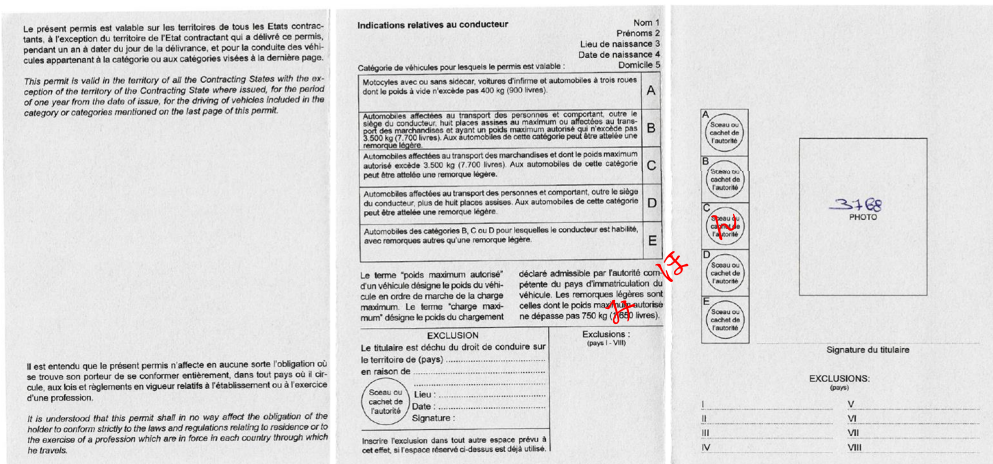 Le présent permis est valable sur les territoires de tous les Etats contrac-
tants, à l'exception du territoire de l'Etat contractant qui a délivré ce permis,
pendant un an à dater du jour de la délivrance, et pour la conduite des véhi-
cules appartenant à la catégorie ou aux catégories visées à la dernière page.
This permit is valid in the territory of all the Contracting States with the ex-
ception of the territory of the Contracting State where issued, for the period
of one year from the date of issue, for the driving of vehicles included in the
category or categories mentioned on the last page of this permit.
Il est entendu que le présent permis n'affecte en aucune sorte l'obligation où
se trouve son porteur de se conformer entièrement, dans tout pays où il cir-
cule, aux lois et règlements en vigueur relatifs à l'établissement ou à l'exercice
d'une profession.
It is understood that this permit shall in no way affect the obligation of the
holder to conform strictly to the laws and regulations relating to residence or to
the exercise of a profession which are in force in each country through which
he travels.
Indications relatives au conducteur
Nom 1
Prénoms 2
Lieu de naissance 3
Date de naissance 4
Catégorie de véhicules pour lesquels le permis est valable :
Domicile 5
Motocyles avec ou sans sidecar, voitures d'infirme et automobiles à trois roues
dont le poids à vide n'excède pas 400 kg (900 livres).
A
Automobiles affectées au transport des personnes et comportant, outre le
siège du conducteur, huit places assises au maximum ou affectées au trans-
port des marchandises et ayant un poids maximum autorisé qui n'excède pas
3.500 kg (7.700 livres). Aux automobiles de cette catégorie peut être attelée une
remorque légère.
B
Automobiles affectées au transport des marchandises et dont le poids maximum
autorisé excède 3.500 kg (7.700 livres). Aux automobiles de cette catégorie
peut être attelée une remorque légère.
C
Automobiles affectées au transport des personnes et comportant, outre le siège
du conducteur, plus de huit places assises. Aux automobiles de cette catégorie
peut être attelée une remorque légère.
D
Automobiles des catégories B, C ou D pour lesquelles le conducteur est habilité,
avec remorques autres qu'une remorque légère.
E
Le terme "poids maximum autorisé"
d'un véhicule désigne le poids du véhi-
cule en ordre de marche de la charge
maximum. Le terme "charge maxi-
mum" désigne le poids du chargement
déclaré admissible par l'autorité com-
pétente du pays d'immatriculation du
véhicule. Les remorques légères sont
celles dont le poids maximum autorisé
ne dépasse pas 750 kg (1.650 livres).
EXCLUSION
Le titulaire est déchu du droit de conduire sur
le territoire de (pays)
en raison de
Sceau ou
cachet de
l'autorité
Lieu :
Date :
Signature :
Exclusions :
(pays I - VIII)
Inscrire l'exclusion dans tout autre espace prévu à
cet effet, si l'espace réservé ci-dessus est déjà utilisé.
A
Sceau ou
cachet de
l'autorité
B
Sceau ou
cachet de
l'autorité
C
Sceau ou
cachet de
l'autorité
D
Sceau ou
cachet de
l'autorité
E
Sceau ou
cachet de
l'autorité
3768
PHOTO
Signature du titulaire
EXCLUSIONS:
(pays)
I
II
III
IV
V
VI
VII
VIII